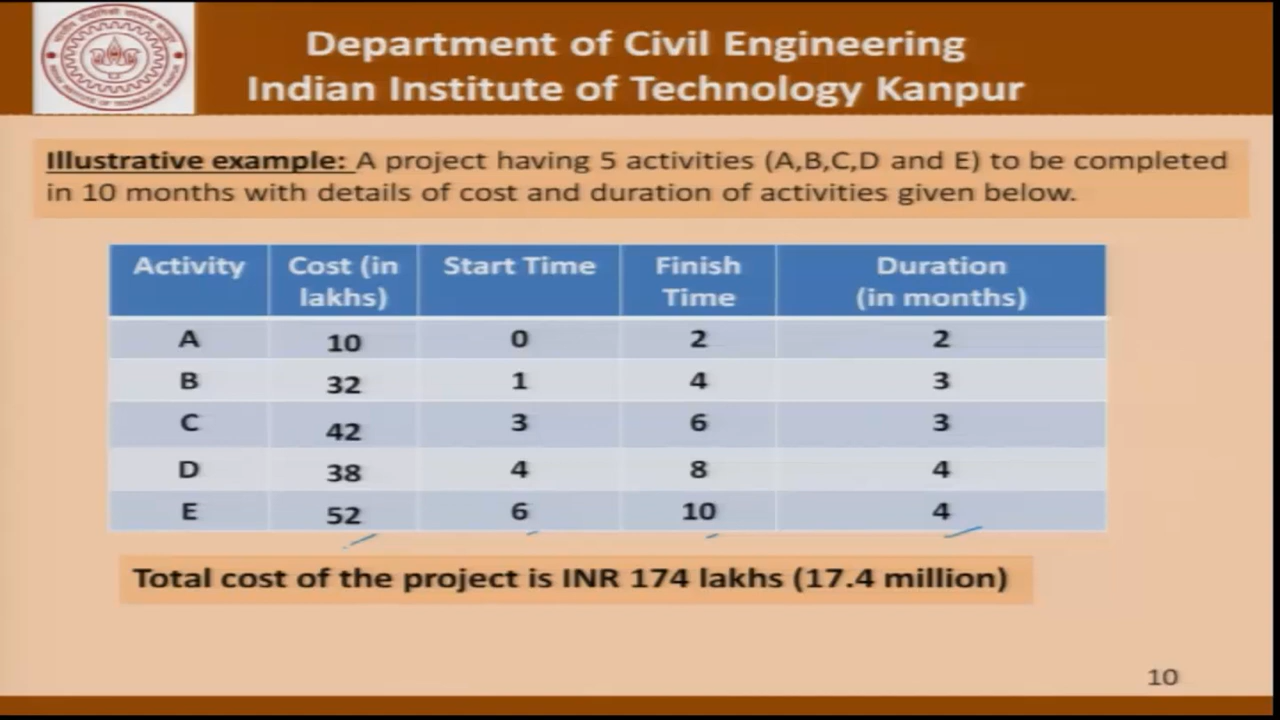 Department of Civil Engineering
Indian Institute of Technology Kanpur
Illustrative example: A project having 5 activities (A,B,C,D and E) to be completed
in 10 months with details of cost and duration of activities given below.
Activity Cost (in lakhs) Start Time Finish Time Duration (in months)
A 10 0 2 2
B 32 1 4 3
C 42 3 6 3
D 38 4 8 4
E 52 6 10 4
Total cost of the project is INR 174 lakhs (17.4 million)
10